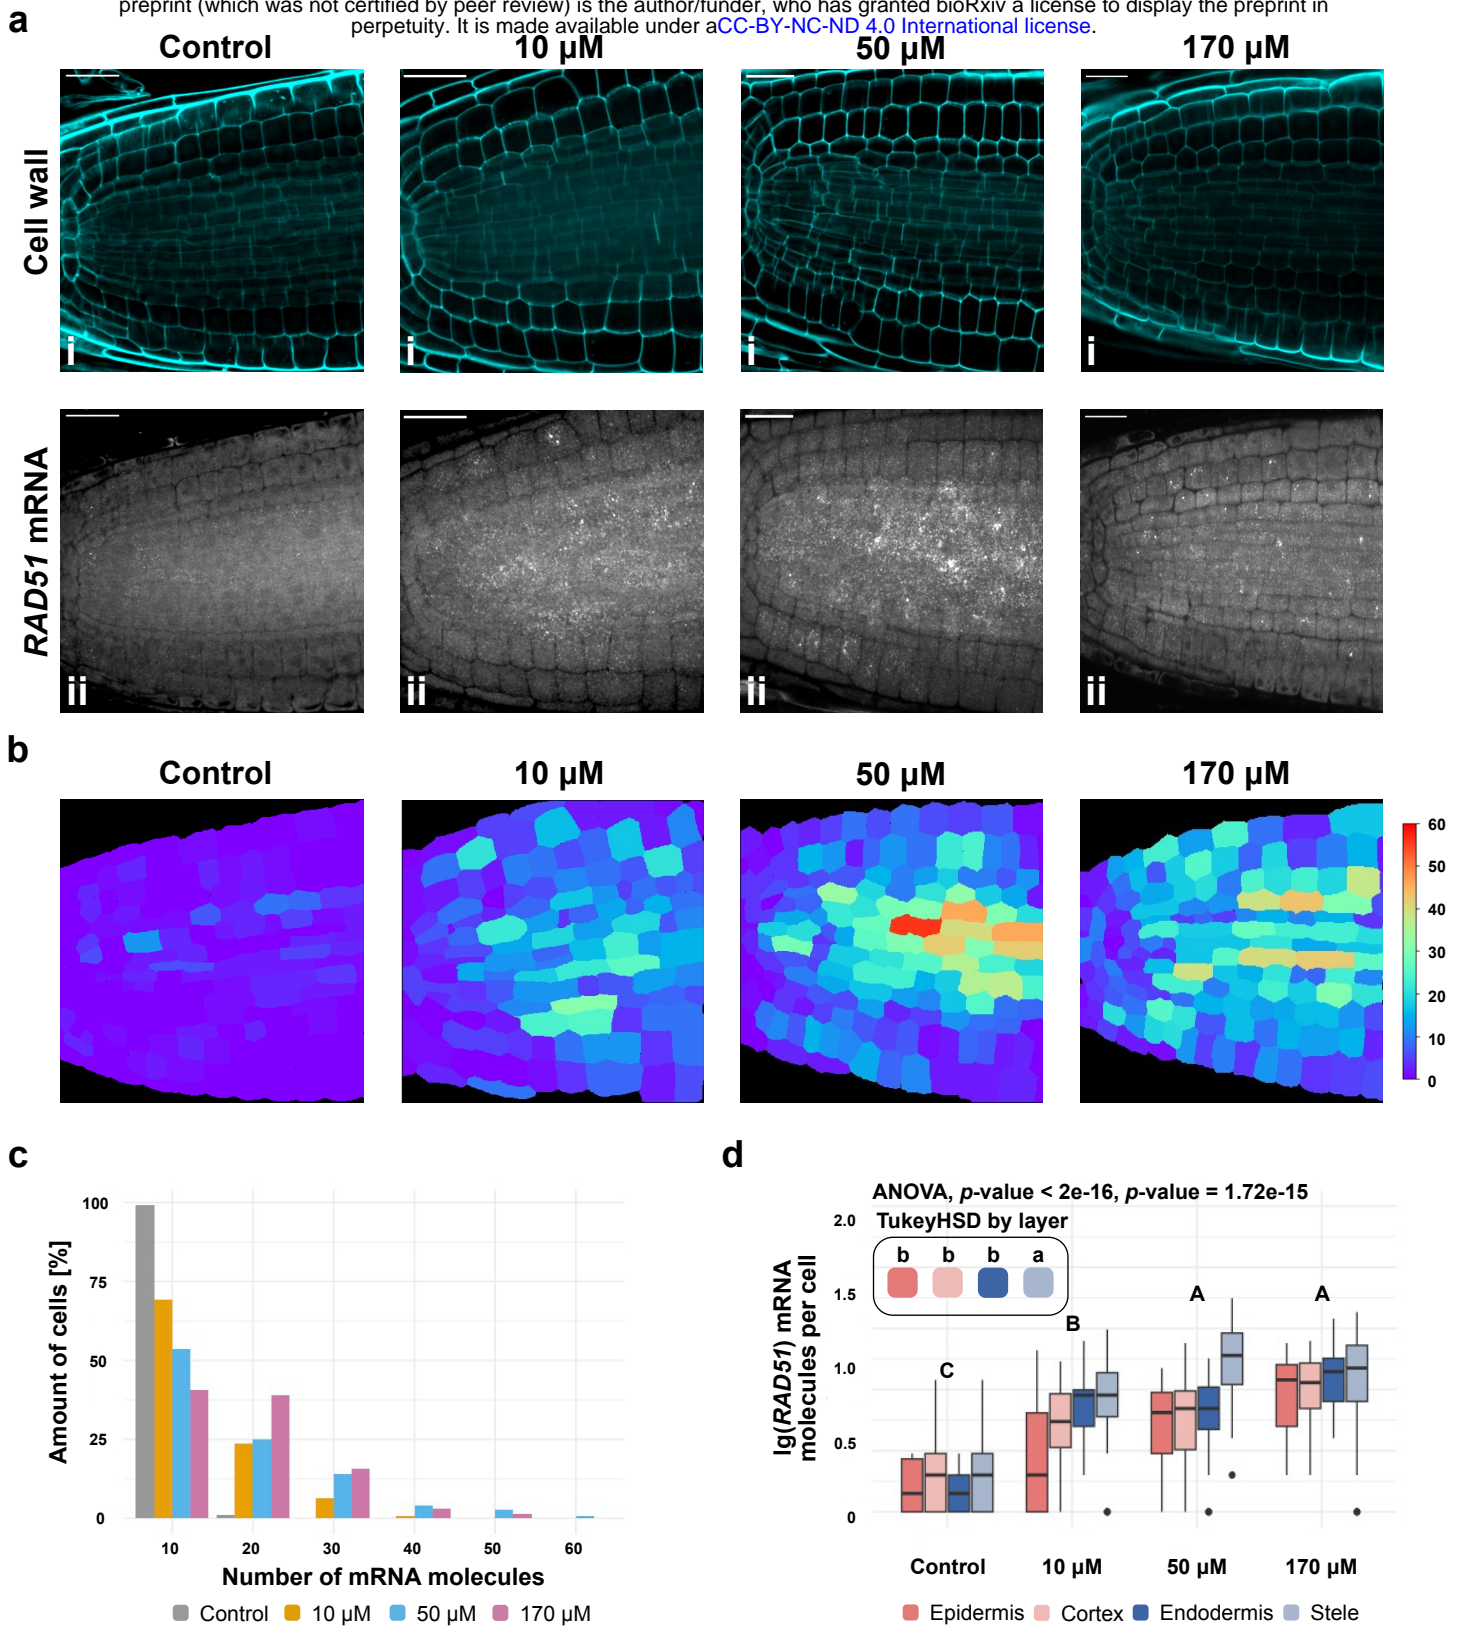 preprint (which was not certified by peer review) is the author/funder, who has granted bioRxiv a license to display the preprint in
perpetuity. It is made available under aCC-BY-NC-ND 4.0 International license.
a
Control 10 µM 50 µM 170 µM
Cell wall
i i i i
RAD51 mRNA
ii ii ii ii
b
Control 10 µM 50 µM 170 µM
60
50
40
30
20
10
0
c
100
75
50
25
0
Amount of cells [%]
10 20 30 40 50 60
Number of mRNA molecules
Control 10 µM 50 µM 170 µM
d
ANOVA, p-value < 2e-16, p-value = 1.72e-15
TukeyHSD by layer
b b b a
2.0
1.5
1.0
0.5
0
lg(RAD51) mRNA
molecules per cell
C B A A
Control 10 µM 50 µM 170 µM
Epidermis Cortex Endodermis Stele